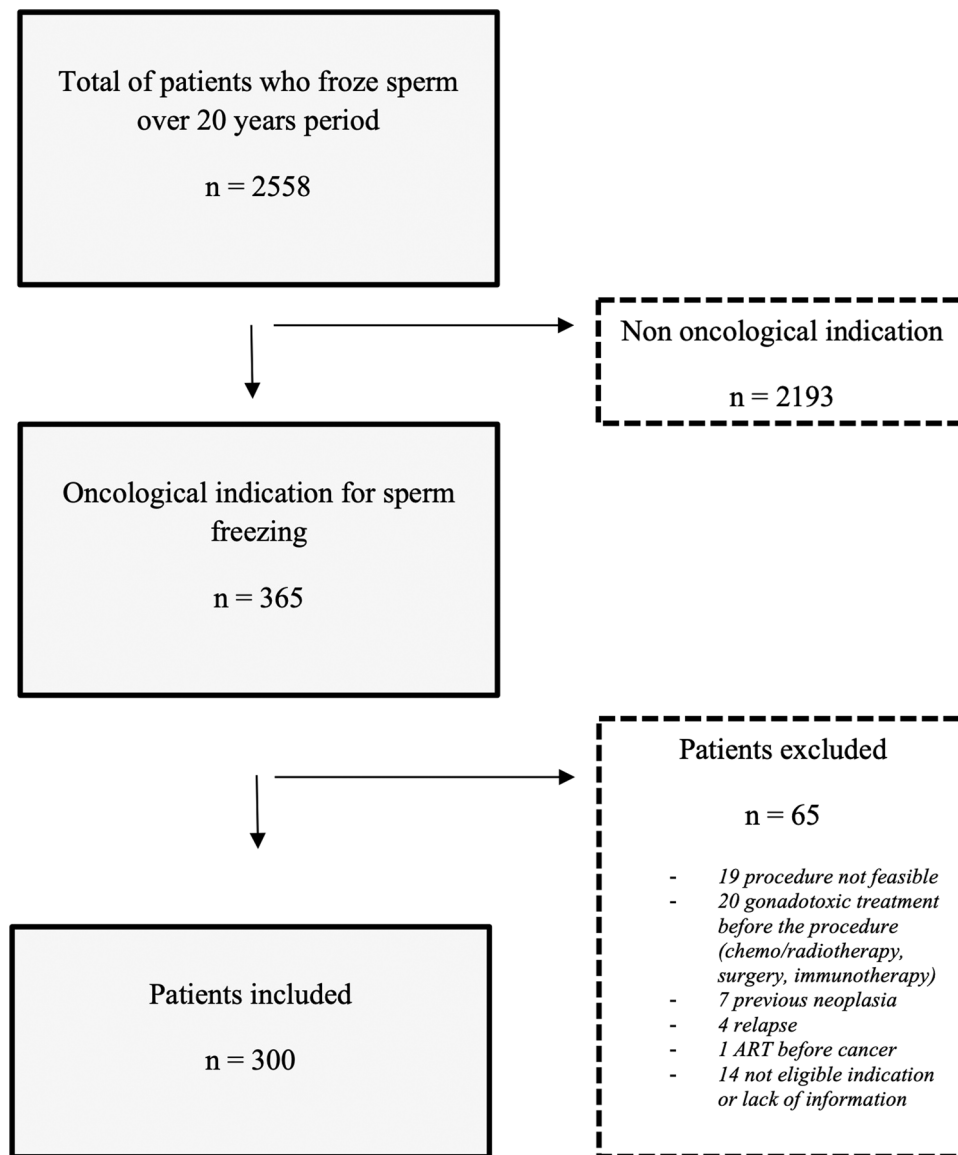 Total of patients who froze sperm
over 20 years period
n = 2558
Non oncological indication
n = 2193
Oncological indication for sperm
freezing
n = 365
Patients excluded
n = 65
- 19 procedure not feasible
- 20 gonadotoxic treatment
before the procedure
(chemo/radiotherapy,
surgery, immunotherapy)
- 7 previous neoplasia
- 4 relapse
- 1 ART before cancer
- 14 not eligible indication
or lack of information
Patients included
n = 300